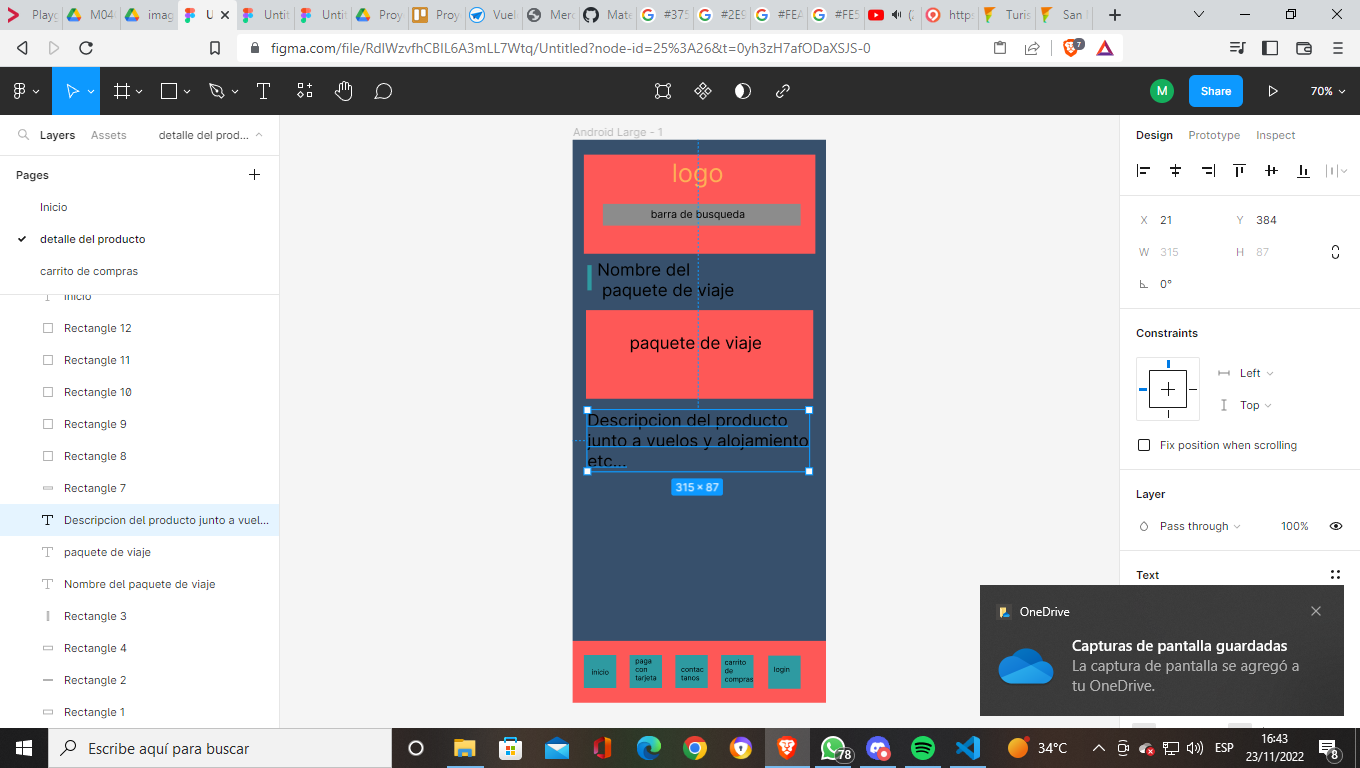 Play
M04
imag
U
Untit
Untit
Proy
Proy
Vuel
Merc
Mate
#375
#2E9
#FEA
#FE5
(2
https
Turis
San
figma.com/file/RdIWzvfhCBIL6A3mLL7Wtq/Untitled?node-id=25%3A26&t=0yh3zH7afODaXSJS-0
7
M
Share
70%
Layers
Assets
detalle del prod...
Pages
Inicio
detalle del producto
carrito de compras
Inicio
Rectangle 12
Rectangle 11
Rectangle 10
Rectangle 9
Rectangle 8
Rectangle 7
Descripcion del producto junto a vuel...
paquete de viaje
Nombre del paquete de viaje
Rectangle 3
Rectangle 4
Rectangle 2
Rectangle 1
Android Large - 1
logo
barra de busqueda
Nombre del
paquete de viaje
paquete de viaje
Descripcion del producto
junto a vuelos y alojamiento
etc...
315 × 87
inicio
paga
con
tarjeta
contac
tanos
carrito
de
compras
login
Design
Prototype
Inspect
X 21
Y 384
W 315
H 87
0°
Constraints
Left
Top
Fix position when scrolling
Layer
Pass through
100%
Text
OneDrive
Capturas de pantalla guardadas
La captura de pantalla se agregó a
tu OneDrive.
Escribe aquí para buscar
78
34°C
ESP
16:43
23/11/2022
8